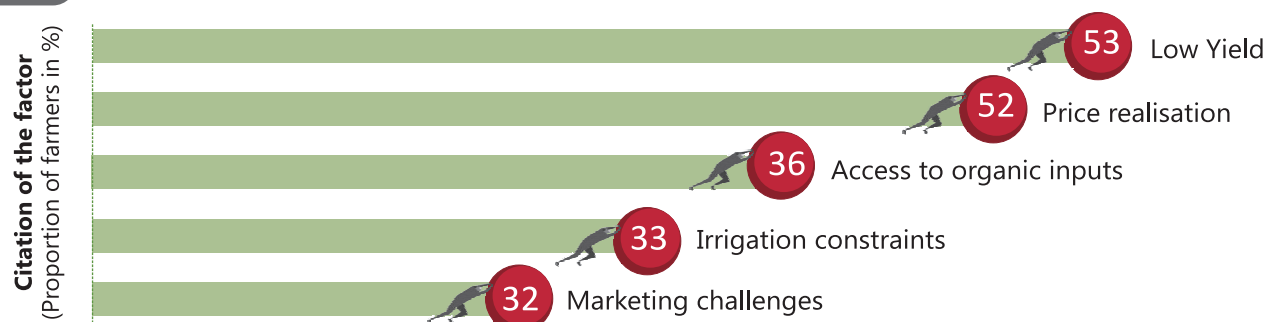 Citation of the factor
(Proportion of farmers in %)
53 Low Yield
52 Price realisation
36 Access to organic inputs
33 Irrigation constraints
32 Marketing challenges